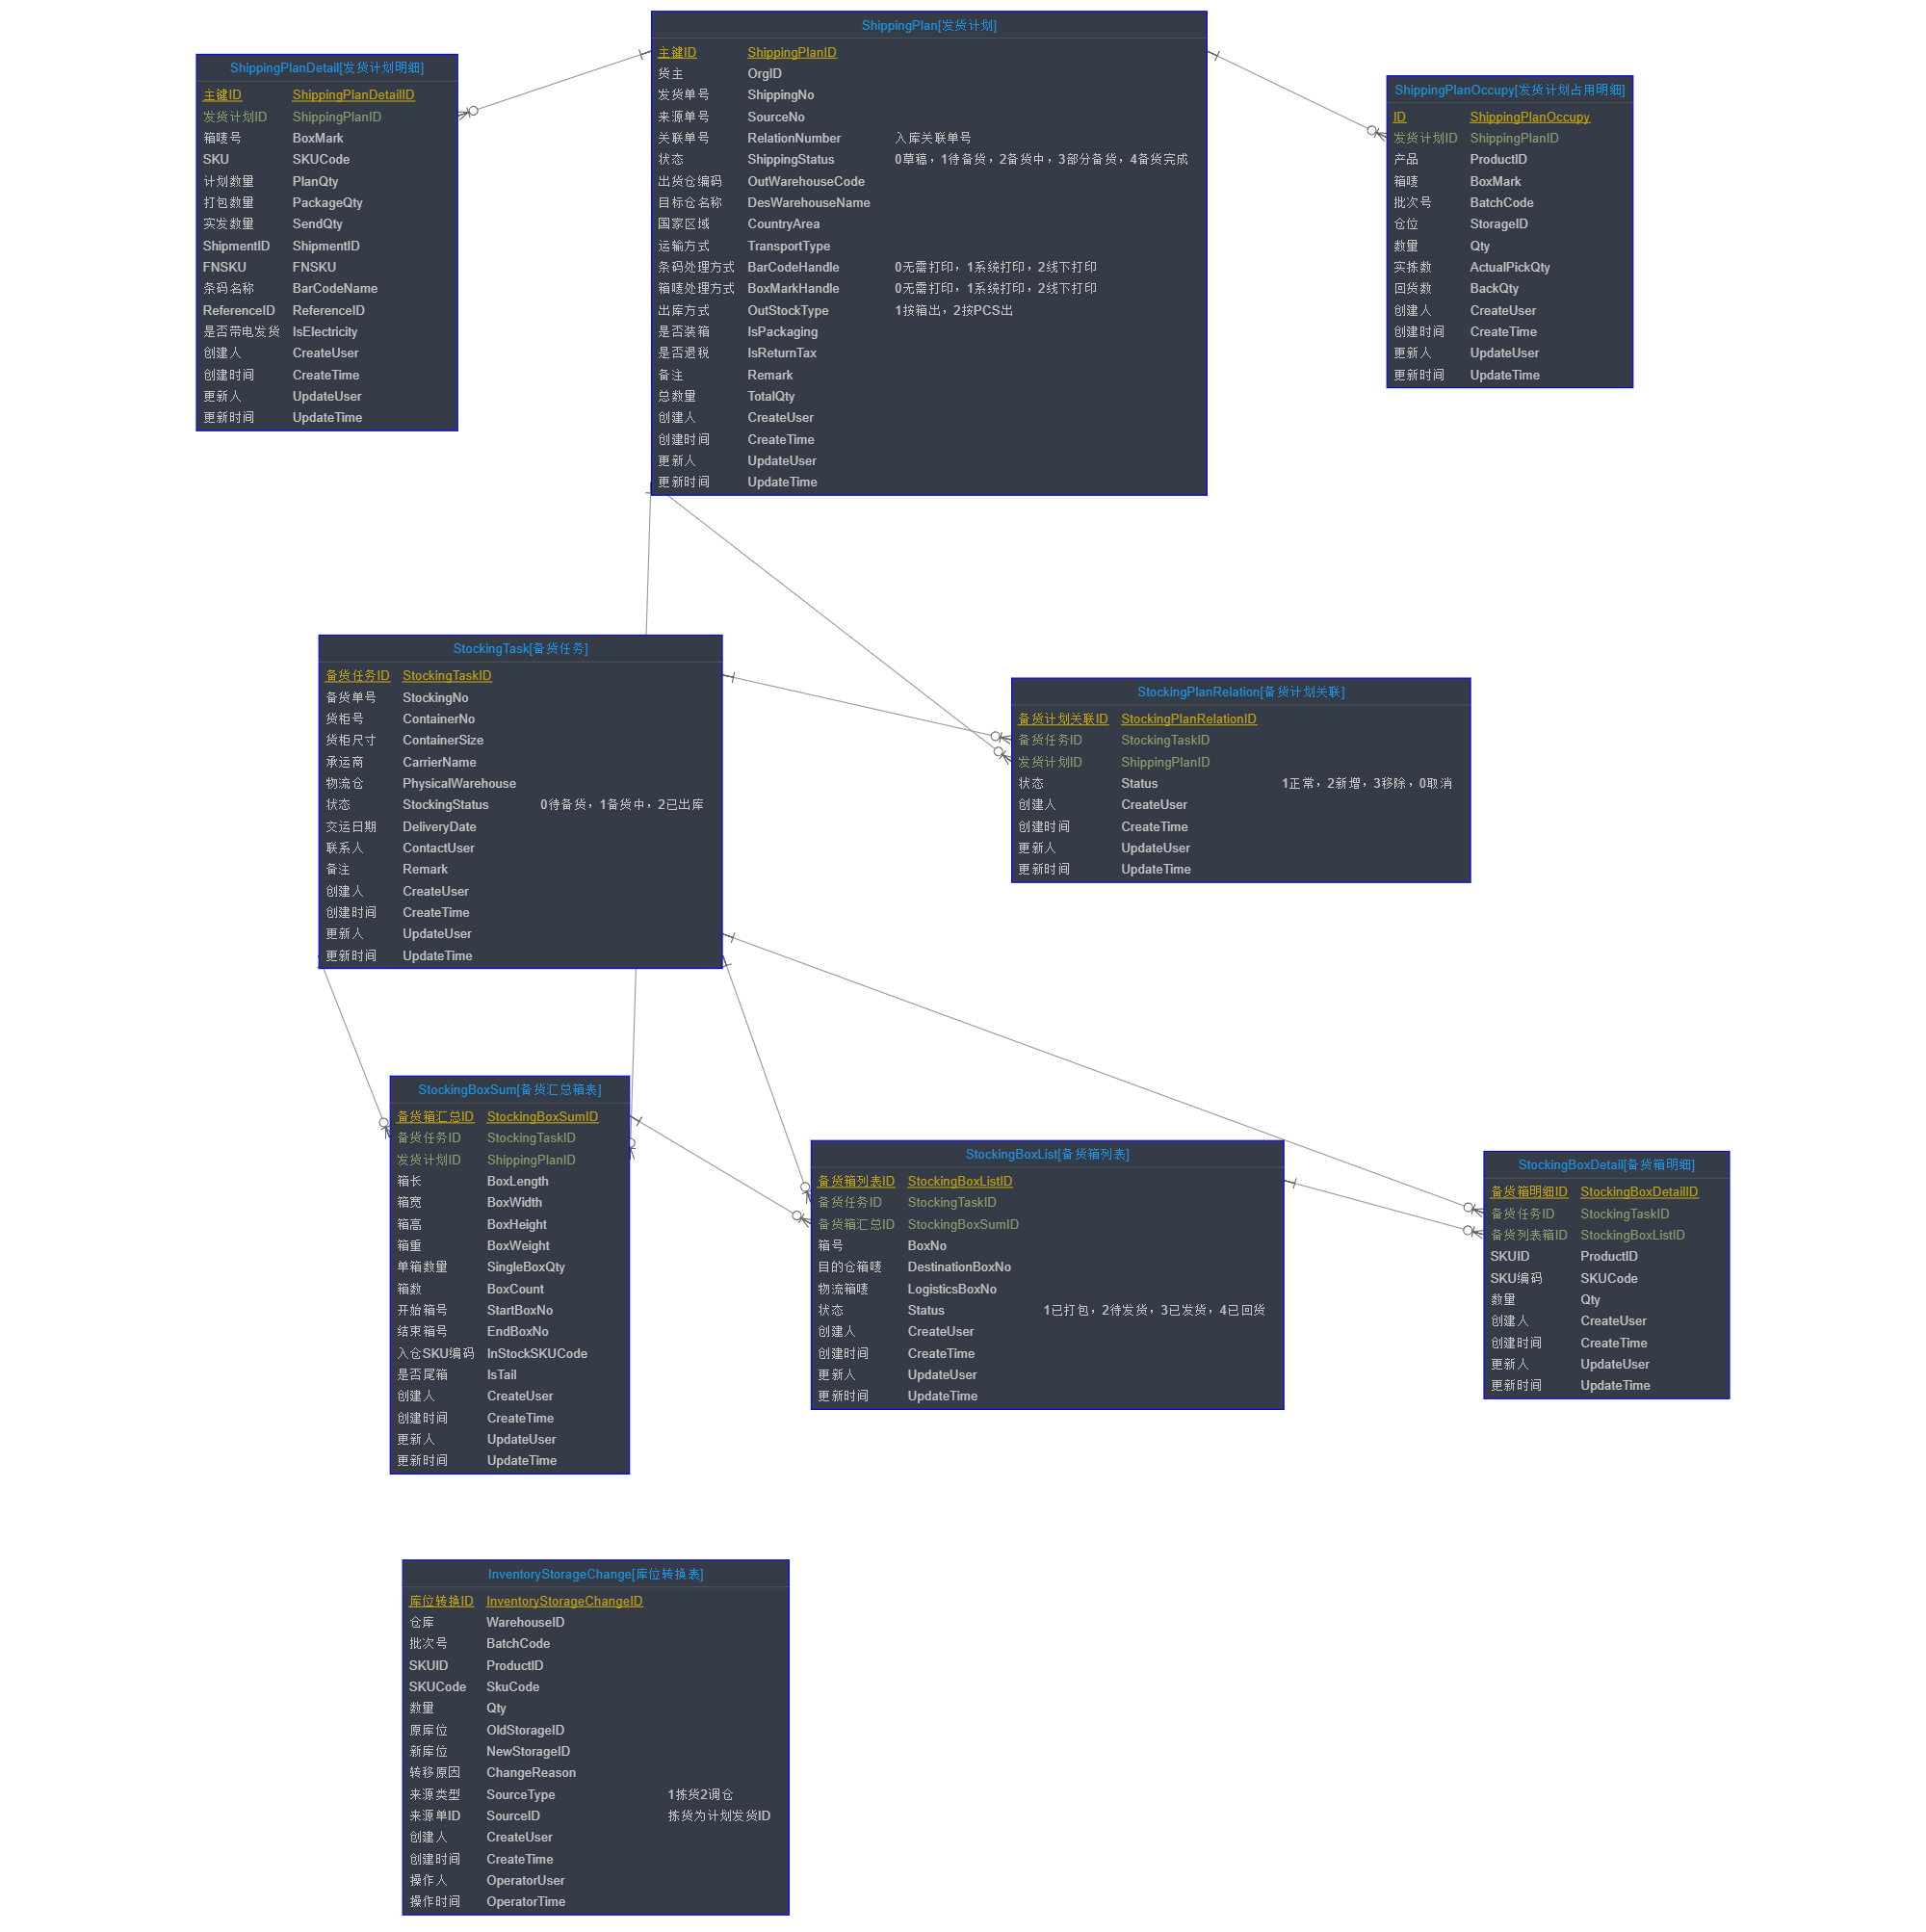 ShippingPlan[发货计划]
主键ID ShippingPlanID
货主 OrgID
发货单号 ShippingNo
来源单号 SourceNo
关联单号 RelationNumber 入库关联单号
状态 ShippingStatus 0草稿，1待备货，2备货中，3部分备货，4备货完成
出货仓编码 OutWarehouseCode
目标仓名称 DesWarehouseName
国家区域 CountryArea
运输方式 TransportType
条码处理方式 BarCodeHandle 0无需打印，1系统打印，2线下打印
箱唛处理方式 BoxMarkHandle 0无需打印，1系统打印，2线下打印
出库方式 OutStockType 1按箱出，2按PCS出
是否装箱 IsPackaging
是否退税 IsReturnTax
备注 Remark
总数量 TotalQty
创建人 CreateUser
创建时间 CreateTime
更新人 UpdateUser
更新时间 UpdateTime
ShippingPlanDetail[发货计划明细]
主键ID ShippingPlanDetailID
发货计划ID ShippingPlanID
箱唛号 BoxMark
SKU SKUCode
计划数量 PlanQty
打包数量 PackageQty
实发数量 SendQty
ShipmentID ShipmentID
FNSKU FNSKU
条码名称 BarCodeName
ReferenceID ReferenceID
是否带电发货 IsElectricity
创建人 CreateUser
创建时间 CreateTime
更新人 UpdateUser
更新时间 UpdateTime
ShippingPlanOccupy[发货计划占用明细]
ID ShippingPlanOccupy
发货计划ID ShippingPlanID
产品 ProductID
箱唛 BoxMark
批次号 BatchCode
仓位 StorageID
数量 Qty
实拣数 ActualPickQty
回货数 BackQty
创建人 CreateUser
创建时间 CreateTime
更新人 UpdateUser
更新时间 UpdateTime
StockingTask[备货任务]
备货任务ID StockingTaskID
备货单号 StockingNo
货柜号 ContainerNo
货柜尺寸 ContainerSize
承运商 CarrierName
物流仓 PhysicalWarehouse
状态 StockingStatus 0待备货，1备货中，2已出库
交运日期 DeliveryDate
联系人 ContactUser
备注 Remark
创建人 CreateUser
创建时间 CreateTime
更新人 UpdateUser
更新时间 UpdateTime
StockingPlanRelation[备货计划关联]
备货计划关联ID StockingPlanRelationID
备货任务ID StockingTaskID
发货计划ID ShippingPlanID
状态 Status 1正常，2新增，3移除，0取消
创建人 CreateUser
创建时间 CreateTime
更新人 UpdateUser
更新时间 UpdateTime
StockingBoxSum[备货汇总箱表]
备货箱汇总ID StockingBoxSumID
备货任务ID StockingTaskID
发货计划ID ShippingPlanID
箱长 BoxLength
箱宽 BoxWidth
箱高 BoxHeight
箱重 BoxWeight
单箱数量 SingleBoxQty
箱数 BoxCount
开始箱号 StartBoxNo
结束箱号 EndBoxNo
入仓SKU编码 InStockSKUCode
是否尾箱 IsTail
创建人 CreateUser
创建时间 CreateTime
更新人 UpdateUser
更新时间 UpdateTime
StockingBoxList[备货箱列表]
备货箱列表ID StockingBoxListID
备货任务ID StockingTaskID
备货箱汇总ID StockingBoxSumID
箱号 BoxNo
目的仓箱唛 DestinationBoxNo
物流箱唛 LogisticsBoxNo
状态 Status 1已打包，2待发货，3已发货，4已回货
创建人 CreateUser
创建时间 CreateTime
更新人 UpdateUser
更新时间 UpdateTime
StockingBoxDetail[备货箱明细]
备货箱明细ID StockingBoxDetailID
备货任务ID StockingTaskID
备货列表箱ID StockingBoxListID
SKUID ProductID
SKU编码 SKUCode
数量 Qty
创建人 CreateUser
创建时间 CreateTime
更新人 UpdateUser
更新时间 UpdateTime
InventoryStorageChange[库位转换表]
库位转换ID InventoryStorageChangeID
仓库 WarehouseID
批次号 BatchCode
SKUID ProductID
SKUCode SkuCode
数量 Qty
原库位 OldStorageID
新库位 NewStorageID
转移原因 ChangeReason
来源类型 SourceType 1拣货2调仓
来源单ID SourceID 拣货为计划发货ID
创建人 CreateUser
创建时间 CreateTime
操作人 OperatorUser
操作时间 OperatorTime